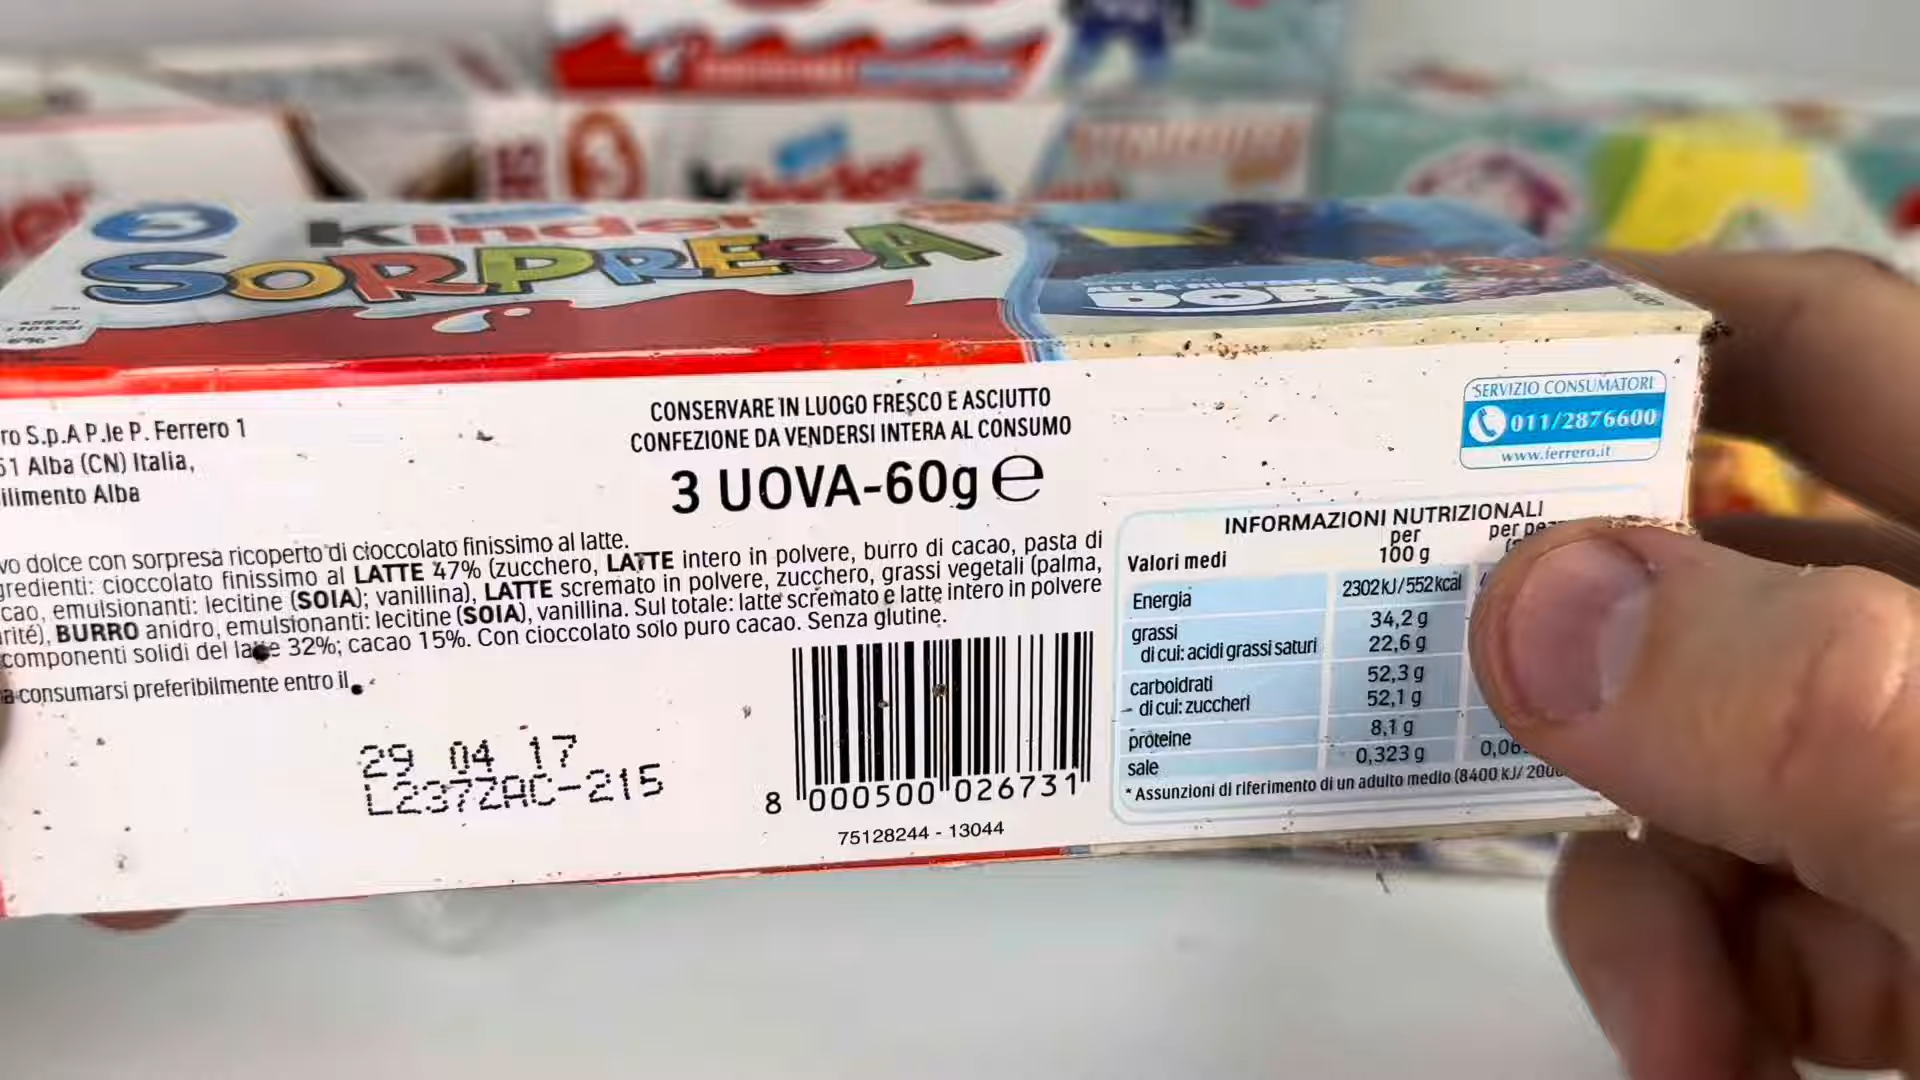 3
kinder
SORPRESA
ALLA RICERCA DI
DORY
ro S.p.A P.le P. Ferrero 1
51 Alba (CN) Italia,
ilimento Alba
CONSERVARE IN LUOGO FRESCO E ASCIUTTO
CONFEZIONE DA VENDERSI INTERA AL CONSUMO
3 UOVA-60g e
SERVIZIO CONSUMATORI
011/2876600
www.ferrero.it
vo dolce con sorpresa ricoperto di cioccolato finissimo al latte.
gredienti: cioccolato finissimo al LATTE 47% (zucchero, LATTE intero in polvere, burro di cacao, pasta di
cao, emulsionanti: lecitine (SOIA); vanillina), LATTE scremato in polvere, zucchero, grassi vegetali (palma,
rité), BURRO anidro, emulsionanti: lecitine (SOIA), vanillina. Sul totale: latte scremato e latte intero in polvere
componenti solidi del latte 32%; cacao 15%. Con cioccolato solo puro cacao. Senza glutine.
a consumarsi preferibilmente entro il
29 04 17
L237ZAC-215
8 000500 026731
75128244 - 13044
INFORMAZIONI NUTRIZIONALI
Valori medi per 100 g per
Energia 2302 kJ/552 kcal
grassi 34,2 g
di cui: acidi grassi saturi 22,6 g
carboidrati 52,3 g
- di cui: zuccheri 52,1 g
proteine 8,1 g
sale 0,323 g 0,06
* Assunzioni di riferimento di un adulto medio (8400 kJ/200